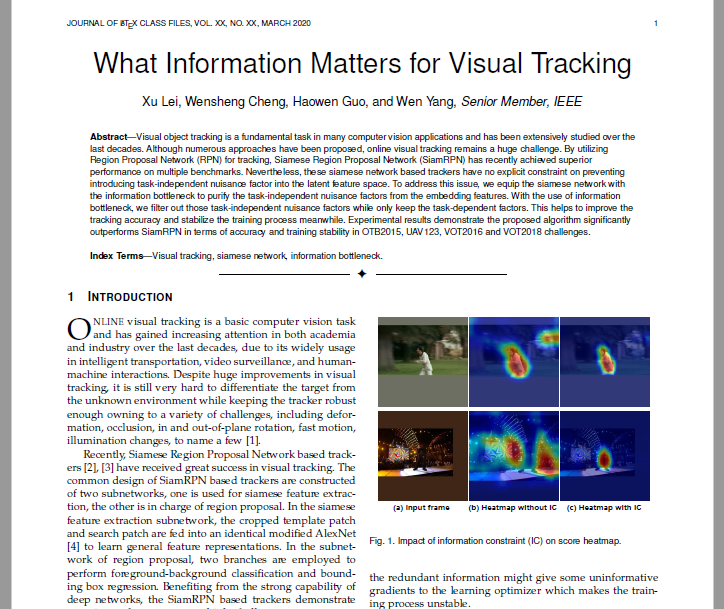 JOURNAL OF LATEX CLASS FILES, VOL. XX, NO. XX, MARCH 2020 1
What Information Matters for Visual Tracking
Xu Lei, Wensheng Cheng, Haowen Guo, and Wen Yang, Senior Member, IEEE
Abstract—Visual object tracking is a fundamental task in many computer vision applications and has been extensively studied over the
last decades. Although numerous approaches have been proposed, online visual tracking remains a huge challenge. By utilizing
Region Proposal Network (RPN) for tracking, Siamese Region Proposal Network (SiamRPN) has recently achieved superior
performance on multiple benchmarks. Nevertheless, these siamese network based trackers have no explicit constraint on preventing
introducing task-independent nuisance factor into the latent feature space. To address this issue, we equip the siamese network with
the information bottleneck to purify the task-independent nuisance factors from the embedding features. With the use of information
bottleneck, we filter out those task-independent nuisance factors while only keep the task-dependent factors. This helps to improve the
tracking accuracy and stabilize the training process meanwhile. Experimental results demonstrate the proposed algorithm significantly
outperforms SiamRPN in terms of accuracy and training stability in OTB2015, UAV123, VOT2016 and VOT2018 challenges.
Index Terms—Visual tracking, siamese network, information bottleneck.
1 INTRODUCTION
ONLINE visual tracking is a basic computer vision task
and has gained increasing attention in both academia
and industry over the last decades, due to its widely usage
in intelligent transportation, video surveillance, and human-
machine interactions. Despite huge improvements in visual
tracking, it is still very hard to differentiate the target from
the unknown environment while keeping the tracker robust
enough owning to a variety of challenges, including defor-
mation, occlusion, in and out-of-plane rotation, fast motion,
illumination changes, to name a few [1].
Recently, Siamese Region Proposal Network based track-
ers [2], [3] have received great success in visual tracking. The
common design of SiamRPN based trackers are constructed
of two subnetworks, one is used for siamese feature extrac-
tion, the other is in charge of region proposal. In the siamese
feature extraction subnetwork, the cropped template patch
and search patch are fed into an identical modified AlexNet
[4] to learn general feature representations. In the subnet-
work of region proposal, two branches are employed to
perform foreground-background classification and bound-
ing box regression. Benefiting from the strong capability of
deep networks, the SiamRPN based trackers demonstrate
(a) Input frame (b) Heatmap without IC (c) Heatmap with IC
Fig. 1. Impact of information constraint (IC) on score heatmap.
the redundant information might give some uninformative
gradients to the learning optimizer which makes the train-
ing process unstable.